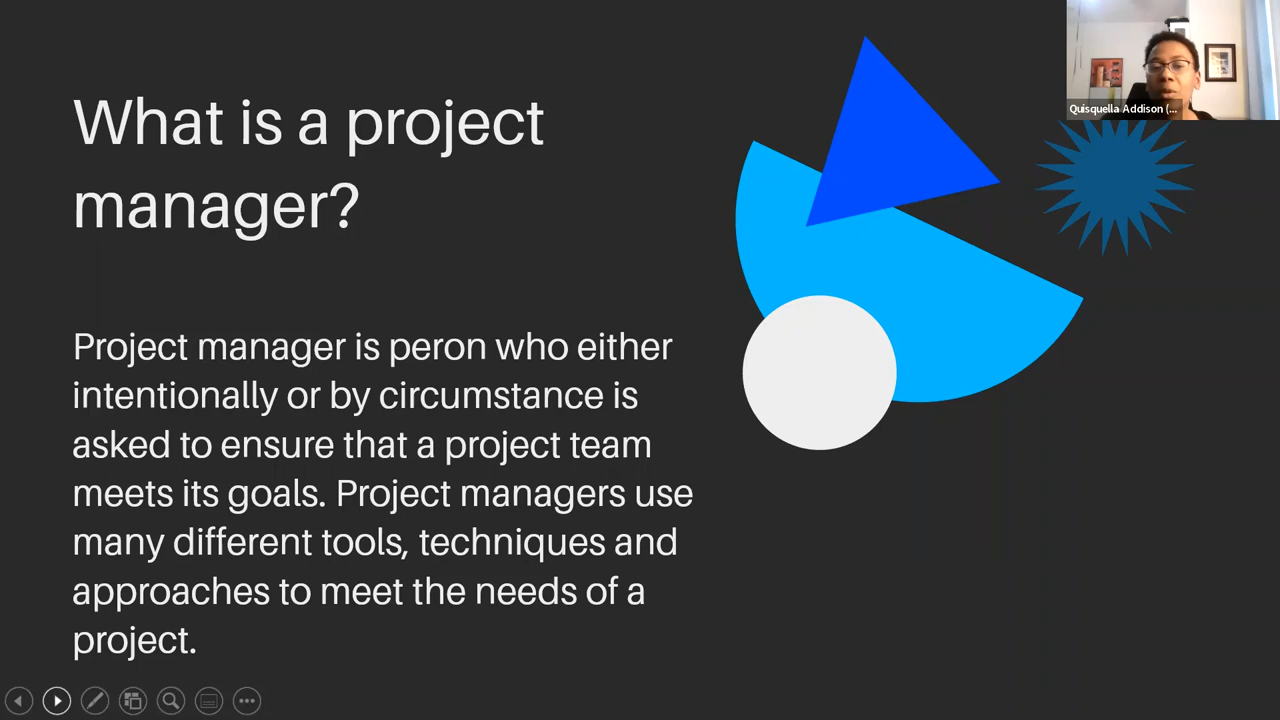 What is a project
manager?
Project manager is peron who either
intentionally or by circumstance is
asked to ensure that a project team
meets its goals. Project managers use
many different tools, techniques and
approaches to meet the needs of a
project.
Quisquella Addison (...